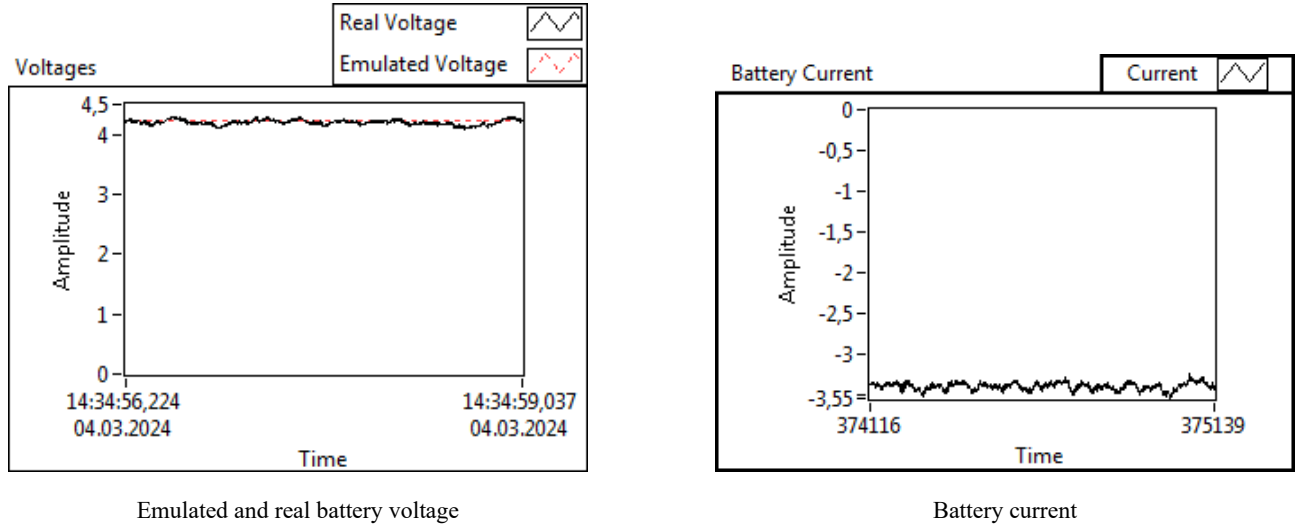 Real Voltage
Emulated Voltage
Voltages
4,5
4
3
2
1
0
Amplitude
14:34:56,224
04.03.2024
14:34:59,037
04.03.2024
Time
Emulated and real battery voltage
Battery Current
Current
0
-0,5
-1
-1,5
-2
-2,5
-3
-3,55
Amplitude
374116
375139
Time
Battery current